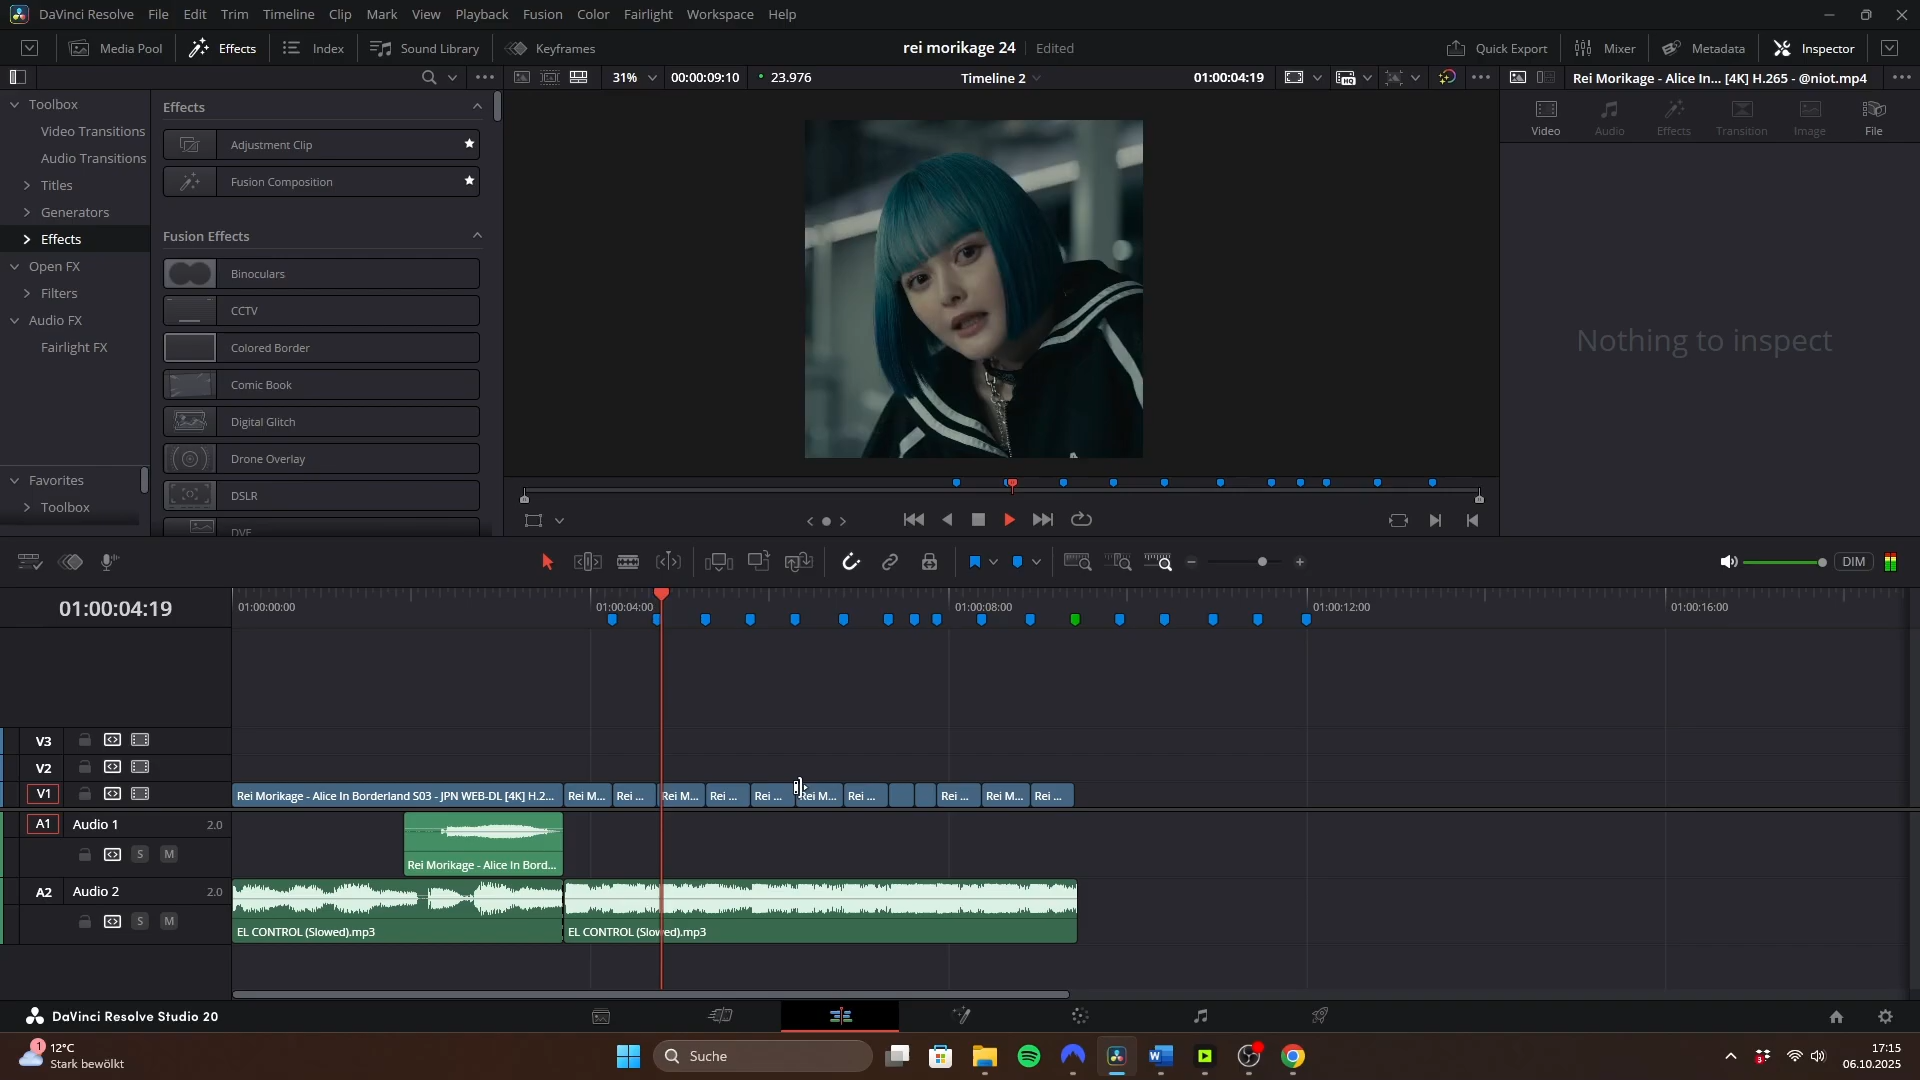 DaVinci Resolve File Edit Trim Timeline Clip Mark View Playback Fusion Color Fairlight Workspace Help
Media Pool Effects Index Sound Library Keyframes rei morikage 24 Edited Quick Export Mixer Metadata Inspector
31% 00:00:09:10 23.976 Timeline 2 01:00:04:19 Rei Morikage - Alice In... [4K] H.265 - @niot.mp4
Toolbox
Video Transitions
Audio Transitions
Titles
Generators
Effects
Open FX
Filters
Audio FX
Fairlight FX
Favorites
Toolbox
Effects
Adjustment Clip
Fusion Composition
Fusion Effects
Binoculars
CCTV
Colored Border
Comic Book
Digital Glitch
Drone Overlay
DSLR
DVE
Video Audio Effects Transition Image File
Nothing to inspect
DIM
01:00:04:19
01:00:00:00 01:00:04:00 01:00:08:00 01:00:12:00 01:00:16:00
V3
V2
V1 Rei Morikage - Alice In Borderland S03 - JPN WEB-DL [4K] H.2... Rei M... Rei ... Rei M... Rei ... Rei ... Rei M... Rei ... Rei ... Rei M... Rei ...
A1 Audio 1 2.0
S M
Rei Morikage - Alice In Bord...
A2 Audio 2 2.0
S M
EL CONTROL (Slowed).mp3 EL CONTROL (Slowed).mp3
DaVinci Resolve Studio 20
1
12°C
Stark bewölkt
Suche
3
17:15
06.10.2025